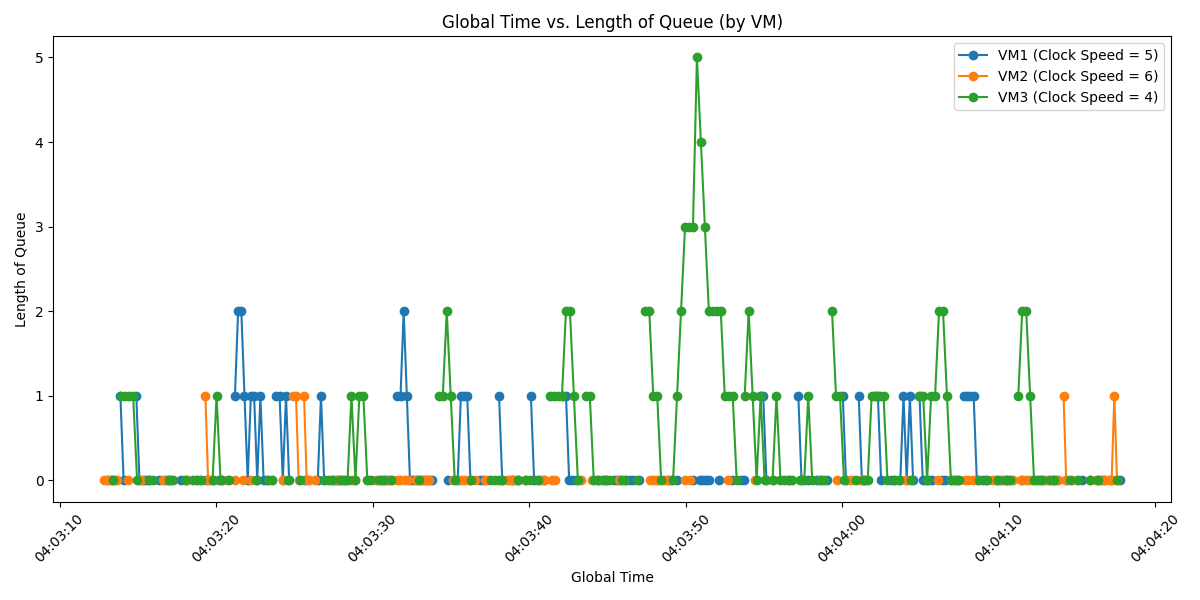 Global Time vs. Length of Queue (by VM)
VM1 (Clock Speed = 5)
VM2 (Clock Speed = 6)
VM3 (Clock Speed = 4)
Length of Queue
5
4
3
2
1
0
04:03:10
04:03:20
04:03:30
04:03:40
04:03:50
04:04:00
04:04:10
04:04:20
Global Time